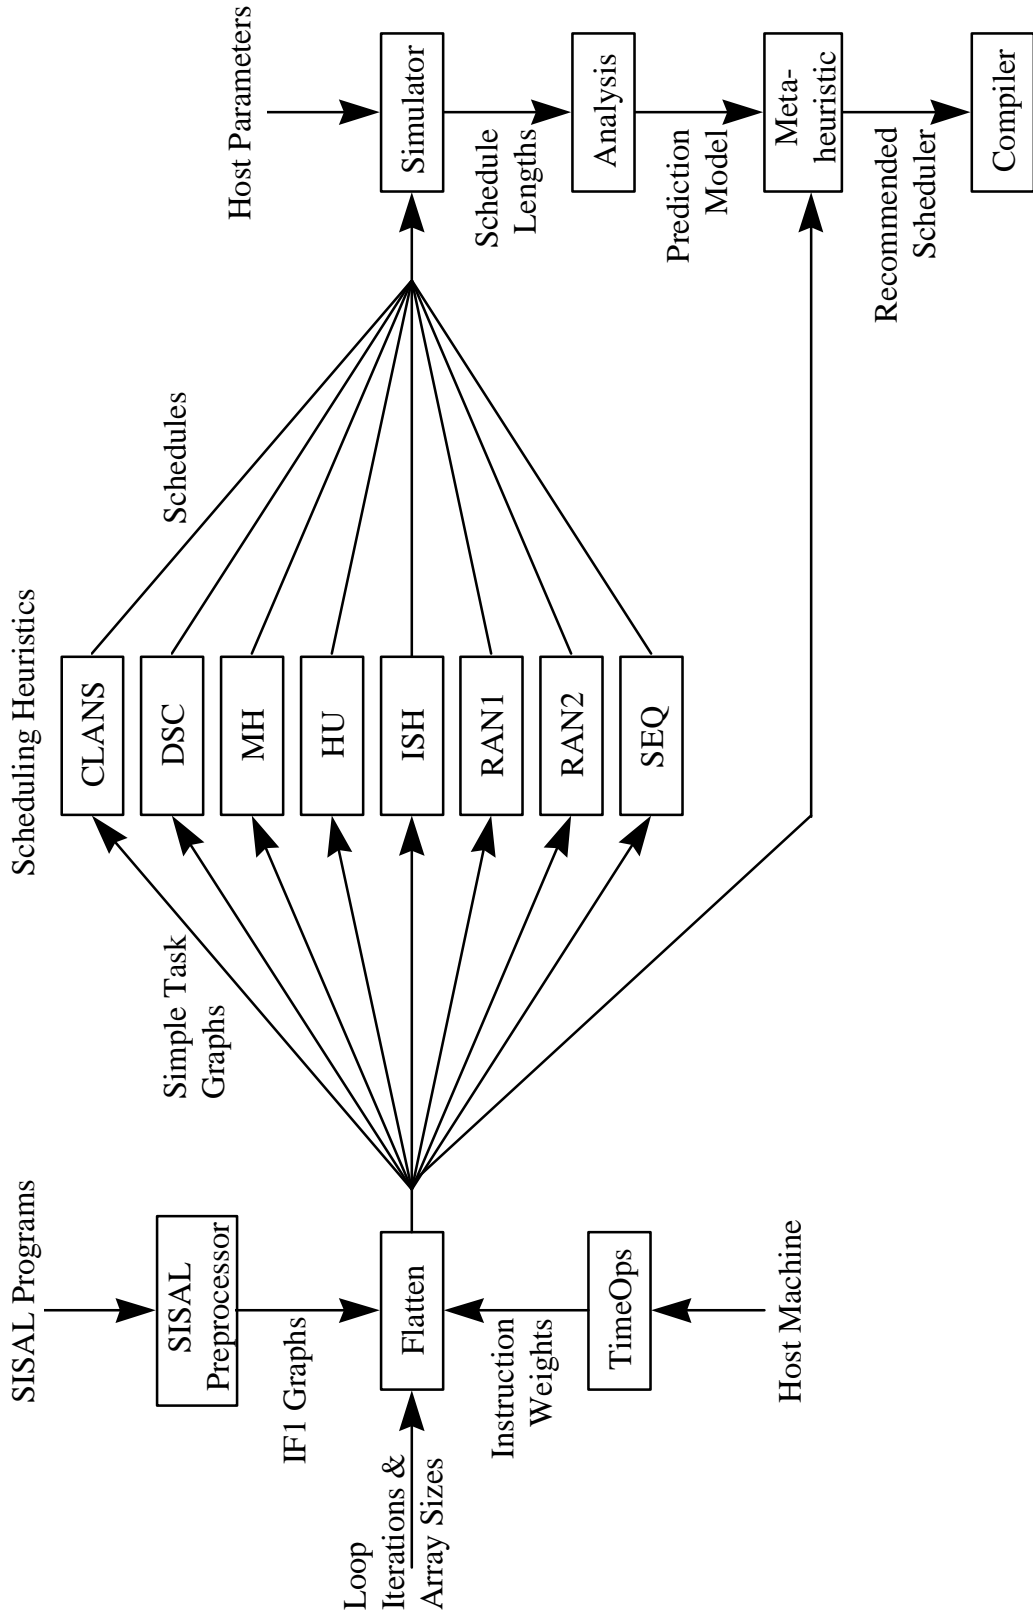 SISAL Programs
Scheduling Heuristics
SISAL
Preprocessor
IF1 Graphs
Loop
Iterations &
Array Sizes
Flatten
Instruction
Weights
TimeOps
Host Machine
Simple Task
Graphs
CLANS
DSC
MH
HU
ISH
RAN1
RAN2
SEQ
Schedules
Host Parameters
Simulator
Schedule
Lengths
Analysis
Prediction
Model
Meta-
heuristic
Recommended
Scheduler
Compiler